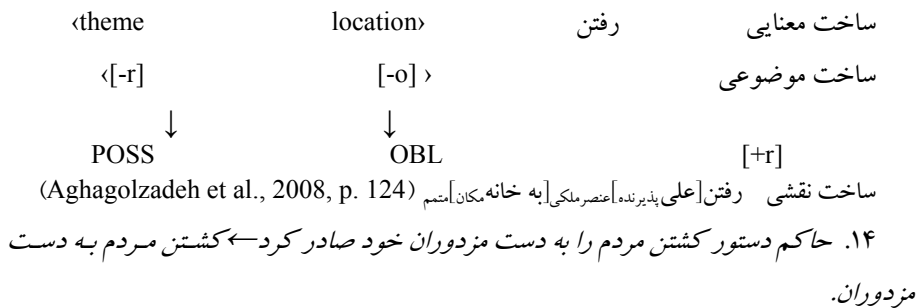 ساخت معنایی رفتن ‹theme location›
ساخت موضوعی ‹[-r] [-o] ›
↓ ↓
POSS OBL [+r]
ساخت نقشی رفتن[علی پذیرنده]عنصرملکی[به خانه مکان]متمم (Aghagolzadeh et al., 2008, p. 124)
۱۴. حاکم دستور کشتن مردم را به دست مزدوران خود صادر کرد←کشتن مردم به دست
مزدوران.